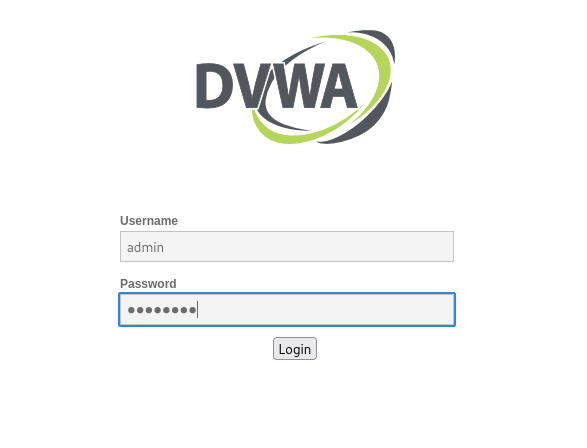 DVWA
Username
admin
Password
••••••••
Login